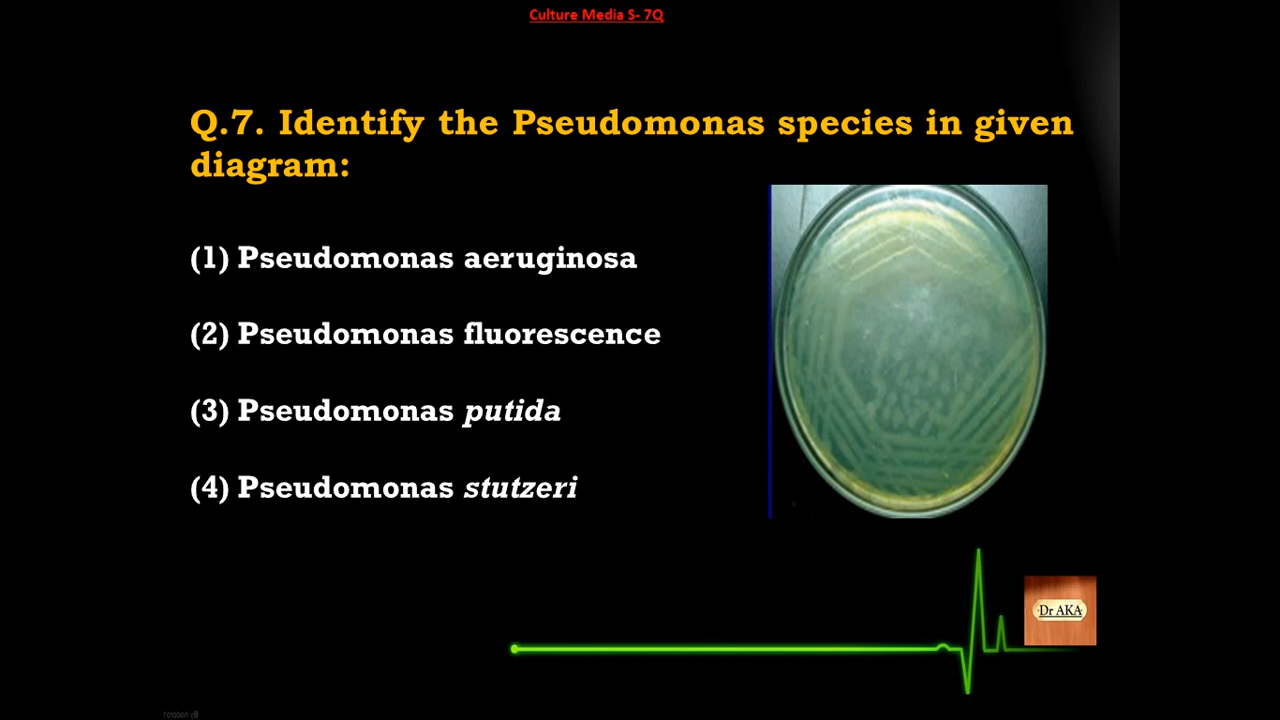 Culture Media S- 7Q
Q.7. Identify the Pseudomonas species in given
diagram:
(1) Pseudomonas aeruginosa
(2) Pseudomonas fluorescence
(3) Pseudomonas putida
(4) Pseudomonas stutzeri
Dr AKA